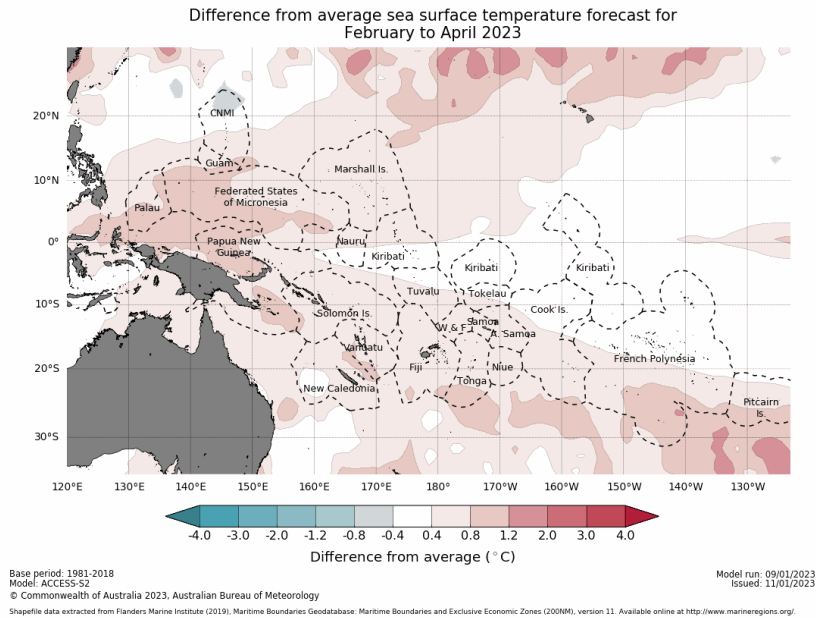 Difference from average sea surface temperature forecast for
February to April 2023
20°N
CNMI
Guam
10°N
Marshall Is.
Federated States
of Micronesia
Palau
0°
Papua New
Guinea
Nauru
Kiribati
Kiribati
Kiribati
10°S
Tuvalu
Tokelau
Solomon Is.
Cook Is.
W & F
Samoa
A. Samoa
Vanuatu
French Polynesia
20°S
Fiji
Niue
New Caledonia
Tonga
Pitcairn
Is.
30°S
120°E 130°E 140°E 150°E 160°E 170°E 180° 170°W 160°W 150°W 140°W 130°W
-4.0 -3.0 -2.0 -1.2 -0.8 -0.4 0.4 0.8 1.2 2.0 3.0 4.0
Difference from average (°C)
Base period: 1981-2018
Model: ACCESS-S2
© Commonwealth of Australia 2023, Australian Bureau of Meteorology
Model run: 09/01/2023
Issued: 11/01/2023
Shapefile data extracted from Flanders Marine Institute (2019), Maritime Boundaries Geodatabase: Maritime Boundaries and Exclusive Economic Zones (200NM), version 11. Available online at http://www.marineregions.org/.